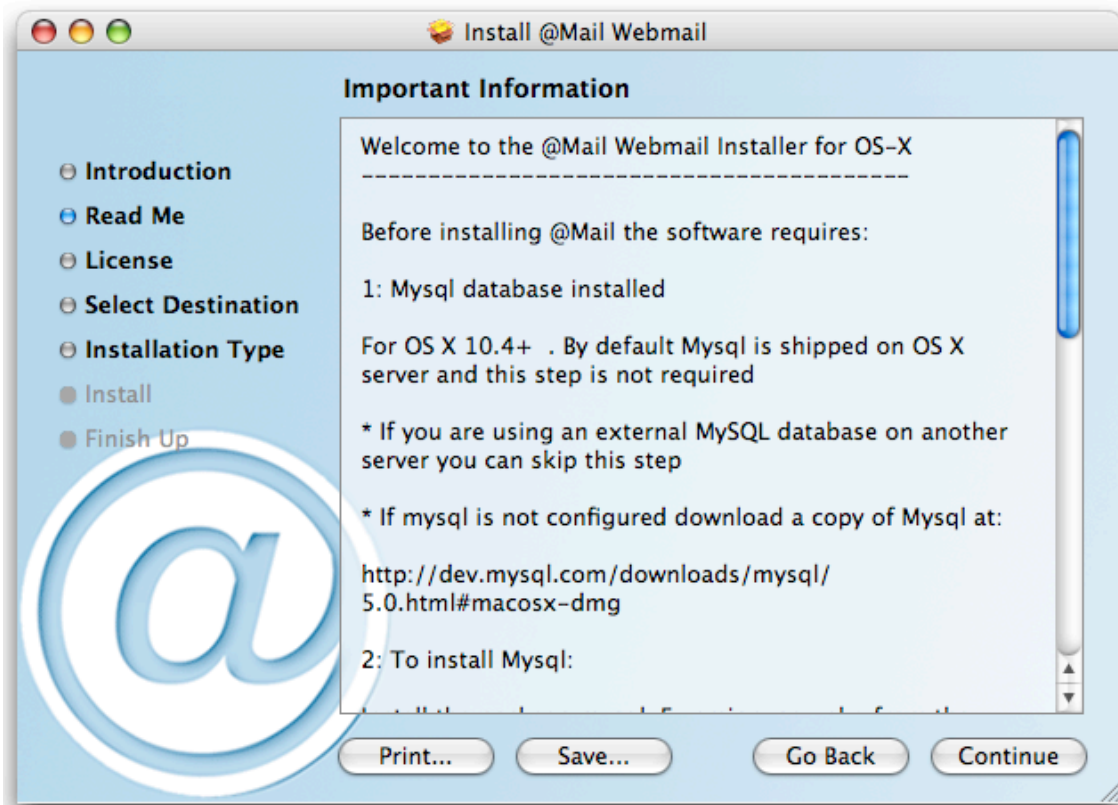 Install @Mail Webmail
Important Information
Introduction
Read Me
License
Select Destination
Installation Type
Install
Finish Up
@
Welcome to the @Mail Webmail Installer for OS-X
-----------------------------------------
Before installing @Mail the software requires:
1: Mysql database installed
For OS X 10.4+  . By default Mysql is shipped on OS X
server and this step is not required
* If you are using an external MySQL database on another
server you can skip this step
* If mysql is not configured download a copy of Mysql at:
http://dev.mysql.com/downloads/mysql/
5.0.html#macosx-dmg
2: To install Mysql:
Print...
Save...
Go Back
Continue